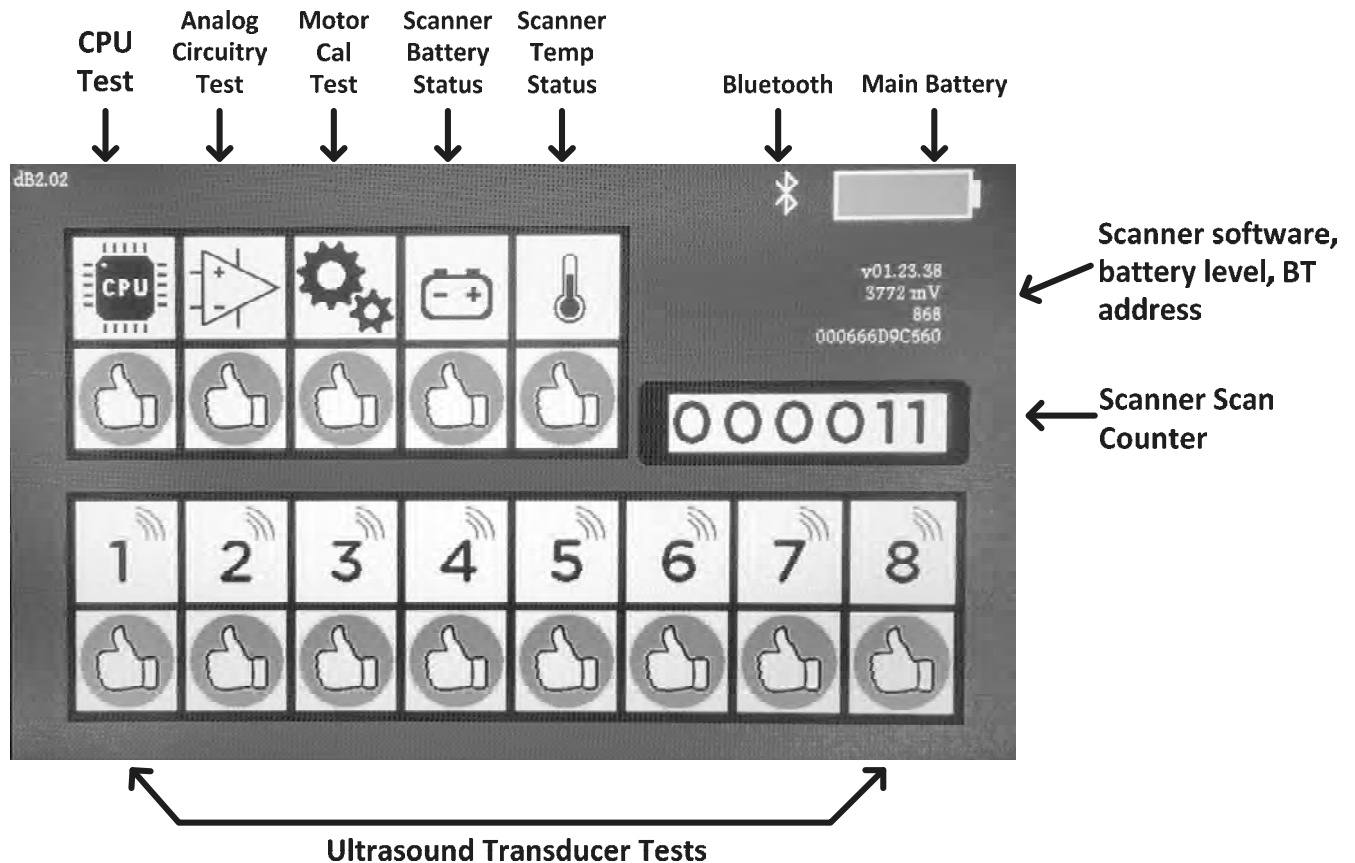 CPU
Test
Analog
Circuitry
Test
Motor
Cal
Test
Scanner
Battery
Status
Scanner
Temp
Status
Bluetooth
Main Battery
dB2.02
CPU
Scanner software,
battery level, BT
address
v01.23.38
3772 mV
868
000666D9C660
000011
Scanner Scan
Counter
1 2 3 4 5 6 7 8
Ultrasound Transducer Tests